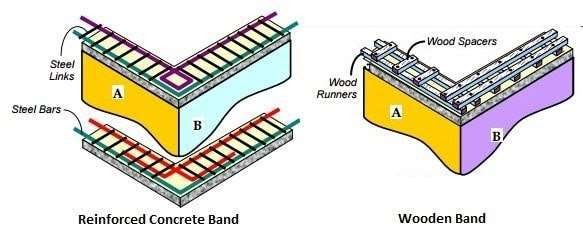 Steel
Links
A
B
Steel Bars
Reinforced Concrete Band
Wood Spacers
Wood
Runners
A
B
Wooden Band